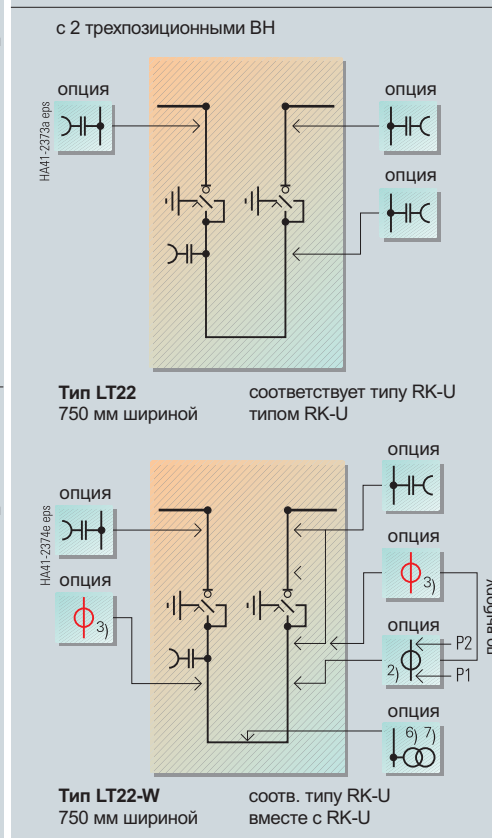 с 2 трехпозиционными ВН
опция
опция
HA41-2373a eps
опция
Тип LT22
750 мм шириной
соответствует типу RK-U
типом RK-U
опция
опция
HA41-2374e eps
опция
3)
опция
3)
по выбору
опция
2)
P2
P1
опция
6) 7)
Тип LT22-W
750 мм шириной
соотв. типу RK-U
вместе с RK-U